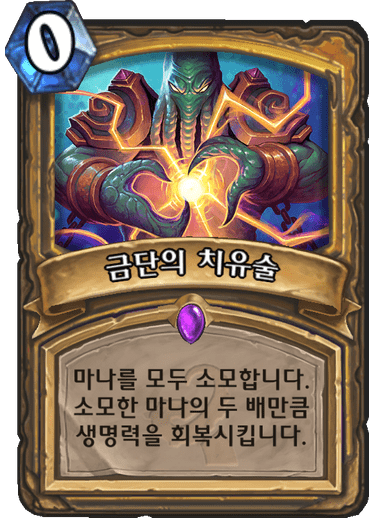 0
금단의 치유술
마나를 모두 소모합니다.
소모한 마나의 두 배만큼
생명력을 회복시킵니다.